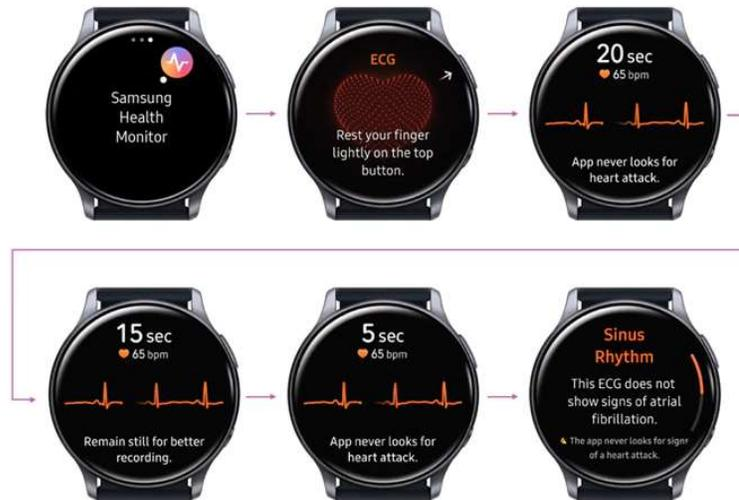 Samsung
Health
Monitor
ECG
Rest your finger
lightly on the top
button.
20 sec
65 bpm
App never looks for
heart attack.
15 sec
65 bpm
Remain still for better
recording.
5 sec
65 bpm
App never looks for
heart attack.
Sinus
Rhythm
This ECG does not
show signs of atrial
fibrillation.
The app never looks for signs
of a heart attack.